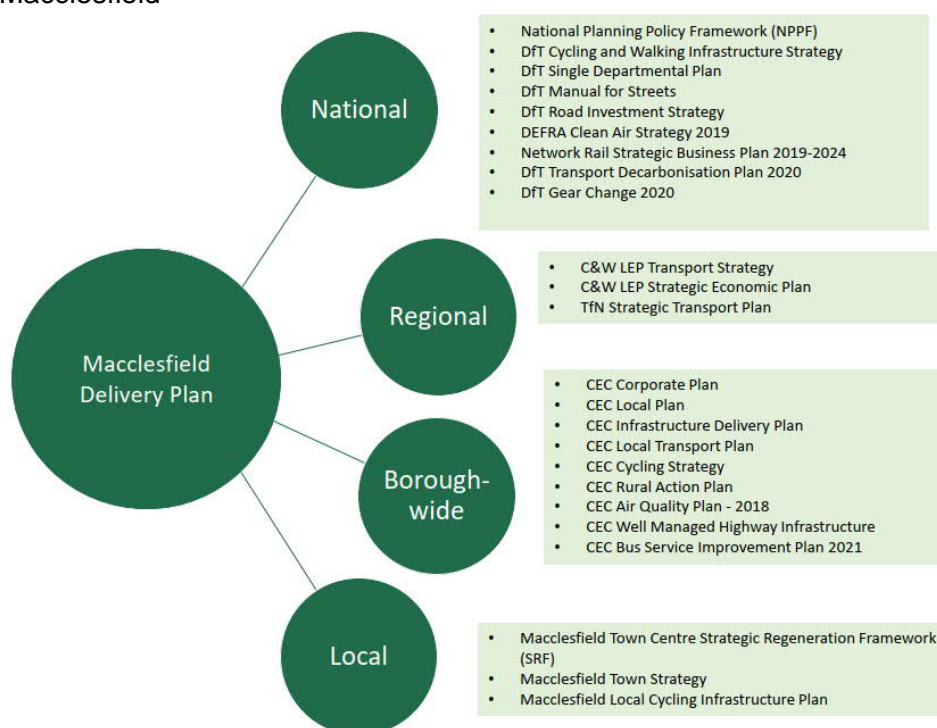 Macclesfield
National
• National Planning Policy Framework (NPPF)
• DfT Cycling and Walking Infrastructure Strategy
• DfT Single Departmental Plan
• DfT Manual for Streets
• DfT Road Investment Strategy
• DEFRA Clean Air Strategy 2019
• Network Rail Strategic Business Plan 2019-2024
• DfT Transport Decarbonisation Plan 2020
• DfT Gear Change 2020
Regional
• C&W LEP Transport Strategy
• C&W LEP Strategic Economic Plan
• TfN Strategic Transport Plan
Macclesfield
Delivery Plan
Borough-
wide
• CEC Corporate Plan
• CEC Local Plan
• CEC Infrastructure Delivery Plan
• CEC Local Transport Plan
• CEC Cycling Strategy
• CEC Rural Action Plan
• CEC Air Quality Plan - 2018
• CEC Well Managed Highway Infrastructure
• CEC Bus Service Improvement Plan 2021
Local
• Macclesfield Town Centre Strategic Regeneration Framework
(SRF)
• Macclesfield Town Strategy
• Macclesfield Local Cycling Infrastructure Plan